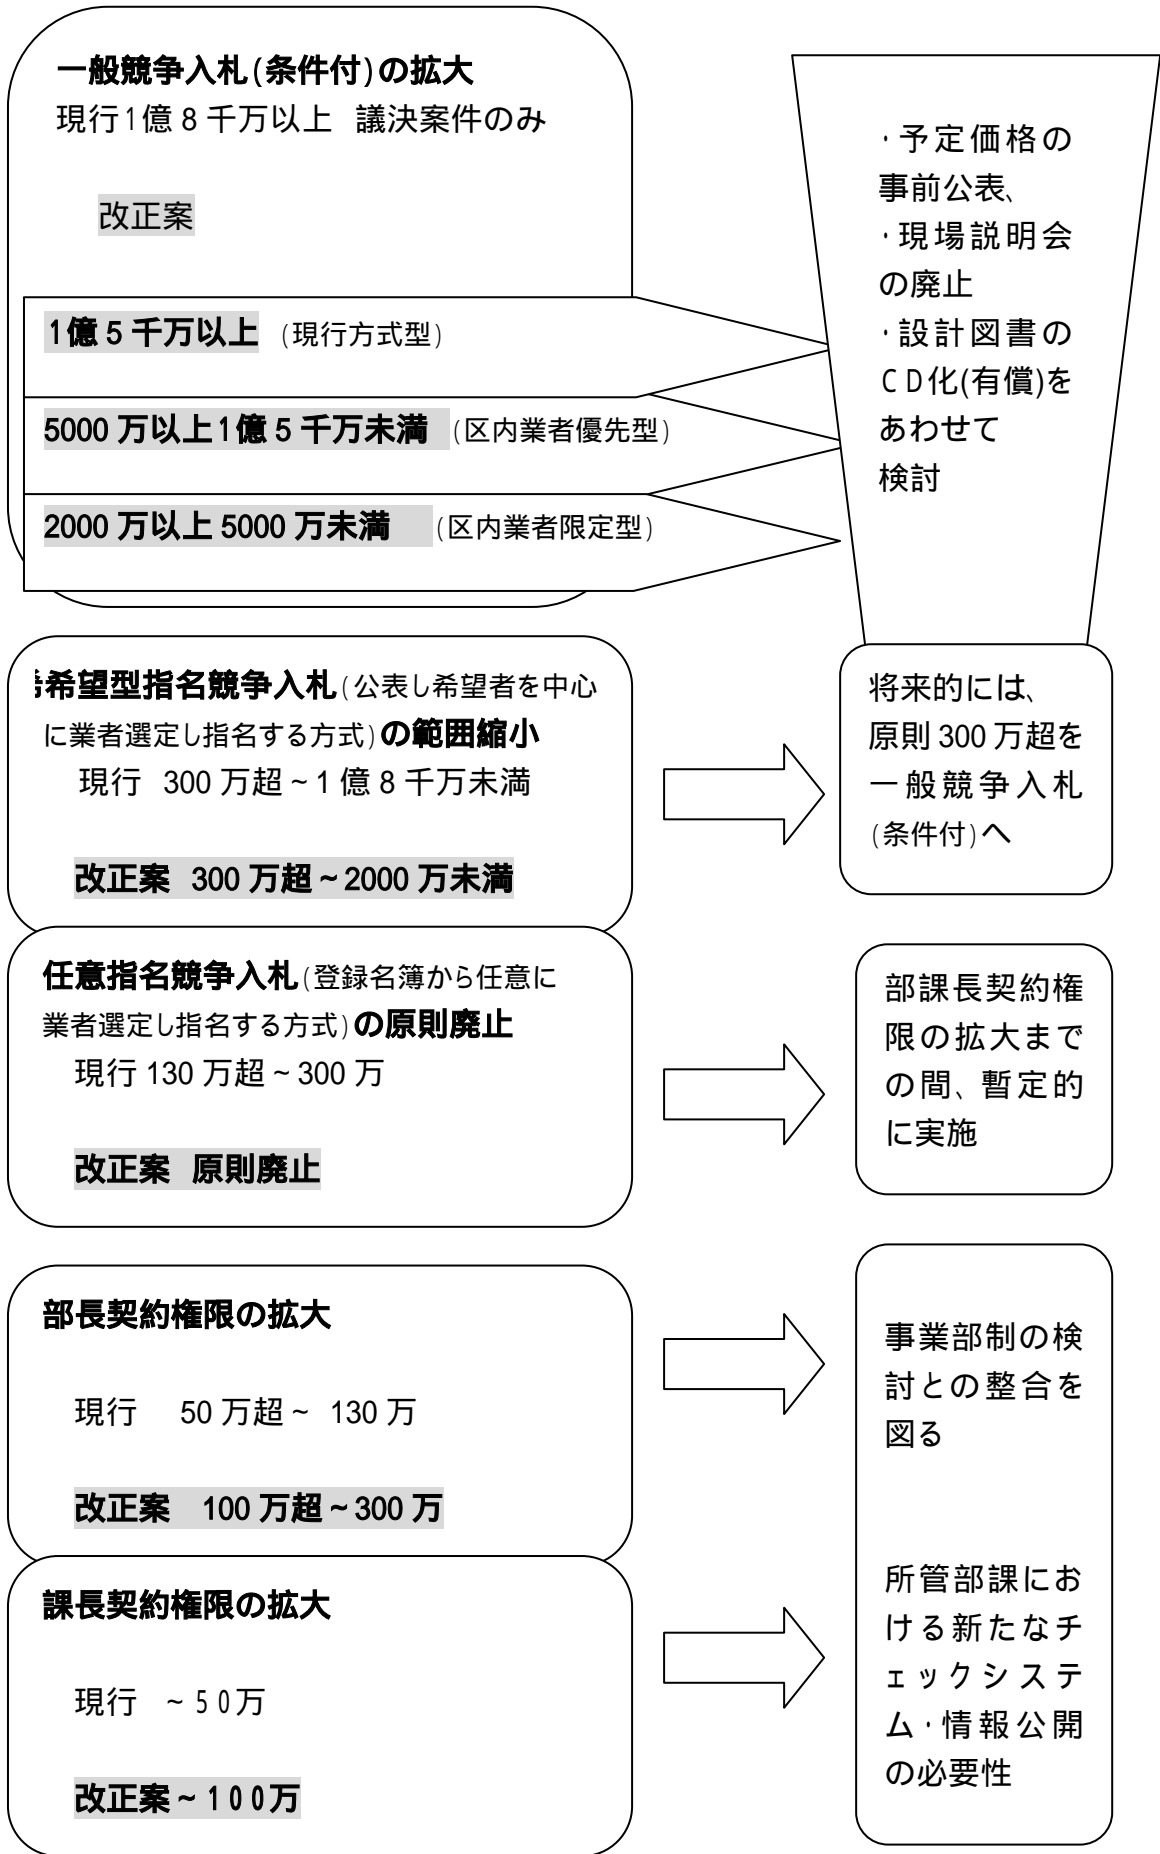 一般競争入札(条件付)の拡大
現行1億8千万以上 議決案件のみ
改正案
1億5千万以上 (現行方式型)
5000万以上1億5千万未満 (区内業者優先型)
2000万以上5000万未満 (区内業者限定型)
・予定価格の
事前公表、
・現場説明会
の廃止
・設計図書の
CD化(有償)を
あわせて
検討
希望型指名競争入札(公表し希望者を中心
に業者選定し指名する方式)の範囲縮小
現行 300万超~1億8千万未満
改正案 300万超~2000万未満
将来的には、
原則300万超を
一般競争入札
(条件付)へ
任意指名競争入札(登録名簿から任意に
業者選定し指名する方式)の原則廃止
現行130万超~300万
改正案 原則廃止
部課長契約権
限の拡大まで
の間、暫定的
に実施
部長契約権限の拡大
現行 50万超~ 130万
改正案 100万超~300万
事業部制の検
討との整合を
図る
課長契約権限の拡大
現行 ~50万
改正案~100万
所管部課にお
ける新たなチ
ェックシステ
ム・情報公開
の必要性